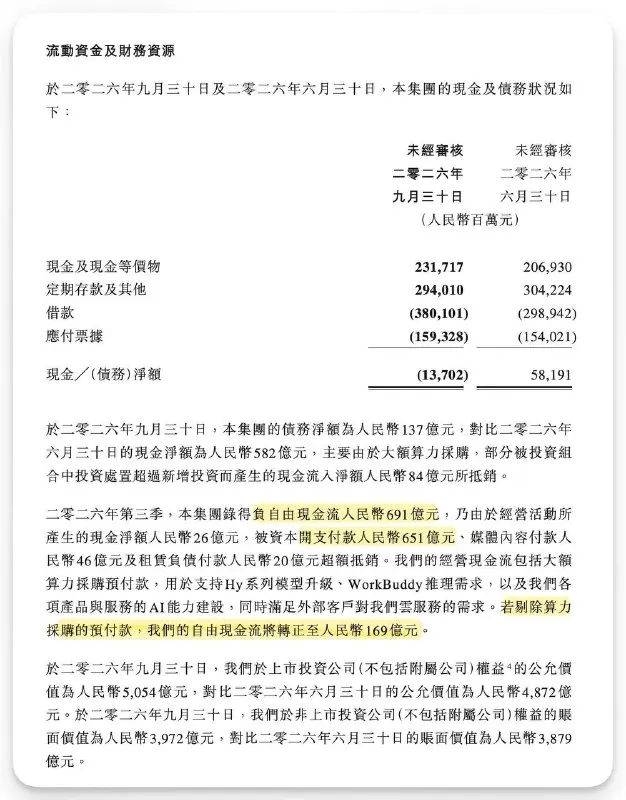 流動資金及財務資源
於二零二六年九月三十日及二零二六年六月三十日，本集團的現金及債務狀況如
下：
未經審核 未經審核
二零二六年 二零二六年
九月三十日 六月三十日
（人民幣百萬元）
現金及現金等價物 231,717 206,930
定期存款及其他 294,010 304,224
借款 (380,101) (298,942)
應付票據 (159,328) (154,021)
現金／（債務）淨額 (13,702) 58,191
於二零二六年九月三十日，本集團的債務淨額為人民幣137億元，對比二零二六年
六月三十日的現金淨額為人民幣582億元，主要由於大額算力採購，部分被投資組
合中投資處置超過新增投資而產生的現金流入淨額人民幣84億元所抵銷。
二零二六年第三季，本集團錄得負自由現金流人民幣691億元，乃由於經營活動所
產生的現金淨額人民幣26億元，被資本開支付款人民幣651億元、媒體內容付款人
民幣46億元及租賃負債付款人民幣20億元超額抵銷。我們的經營現金流包括大額
算力採購預付款，用於支持Hy系列模型升級、WorkBuddy推理需求，以及我們各
項產品與服務的AI能力建設，同時滿足外部客戶對我們雲服務的需求。若剔除算力
採購的預付款，我們的自由現金流將轉正至人民幣169億元。
於二零二六年九月三十日，我們於上市投資公司（不包括附屬公司）權益⁴的公允價
值為人民幣5,054億元，對比二零二六年六月三十日的公允價值為人民幣4,872億
元。於二零二六年九月三十日，我們於非上市投資公司（不包括附屬公司）權益的賬
面價值為人民幣3,972億元，對比二零二六年六月三十日的賬面價值為人民幣3,879
億元。